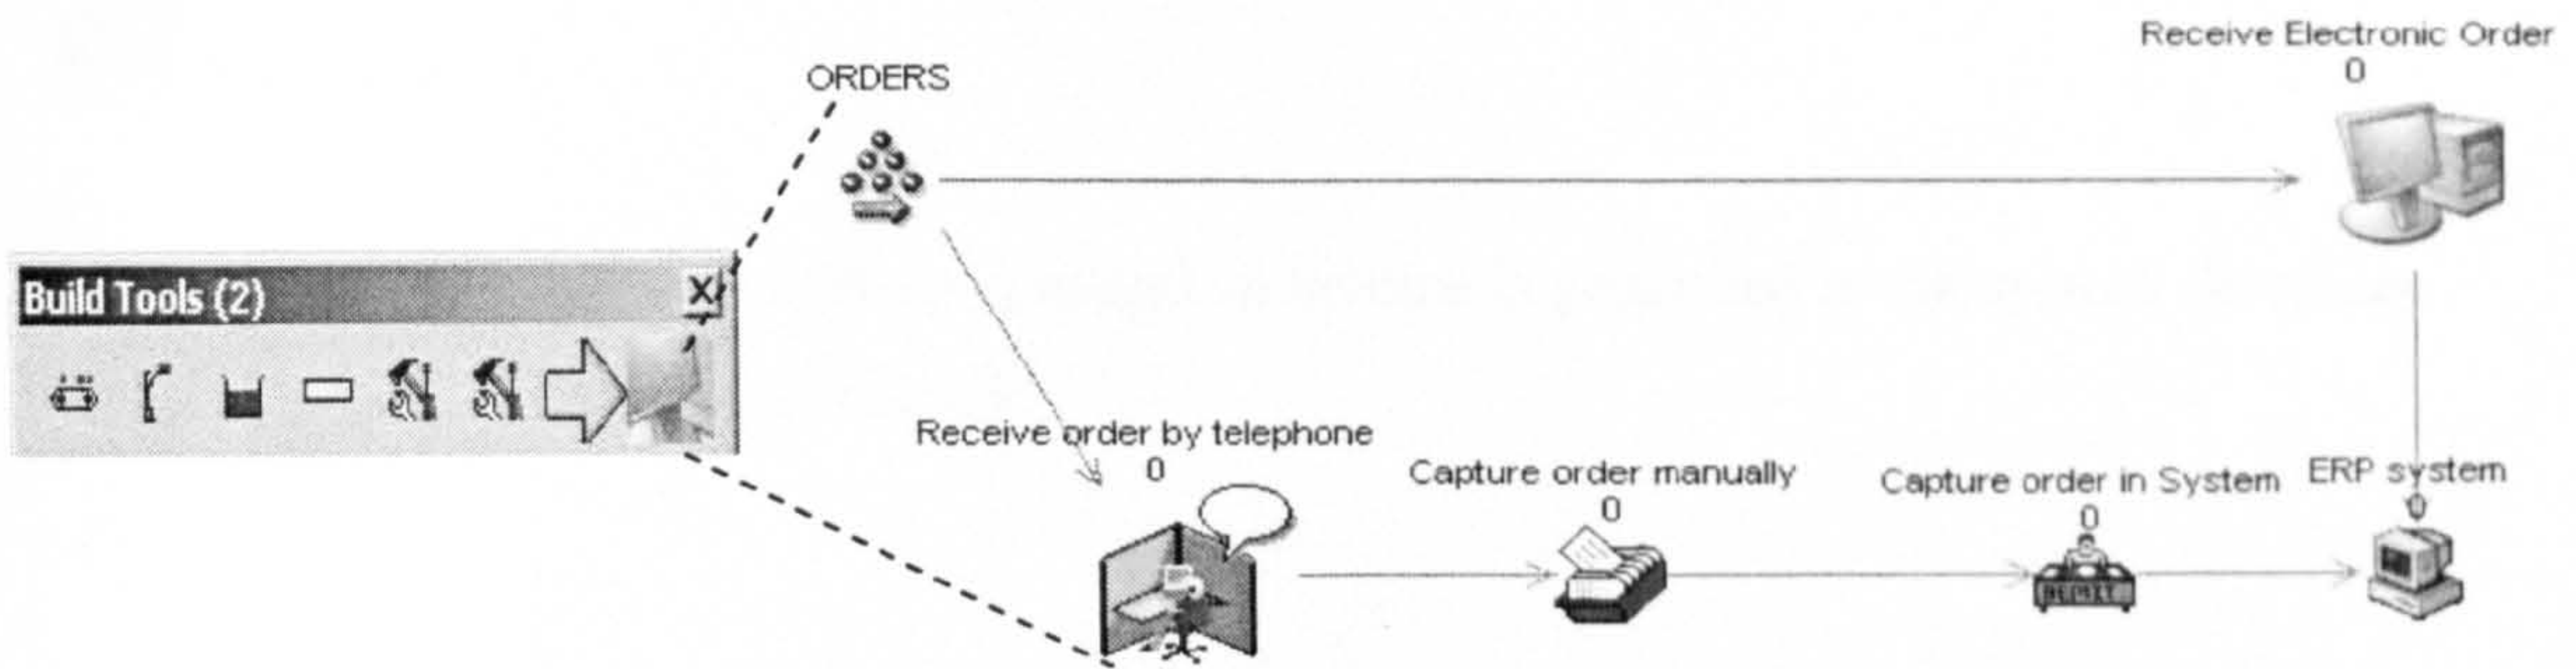 Receive Electronic Order
0
ORDERS
Build Tools (2)
X
Receive order by telephone
0
Capture order manually
0
Capture order in System
0
ERP system
0